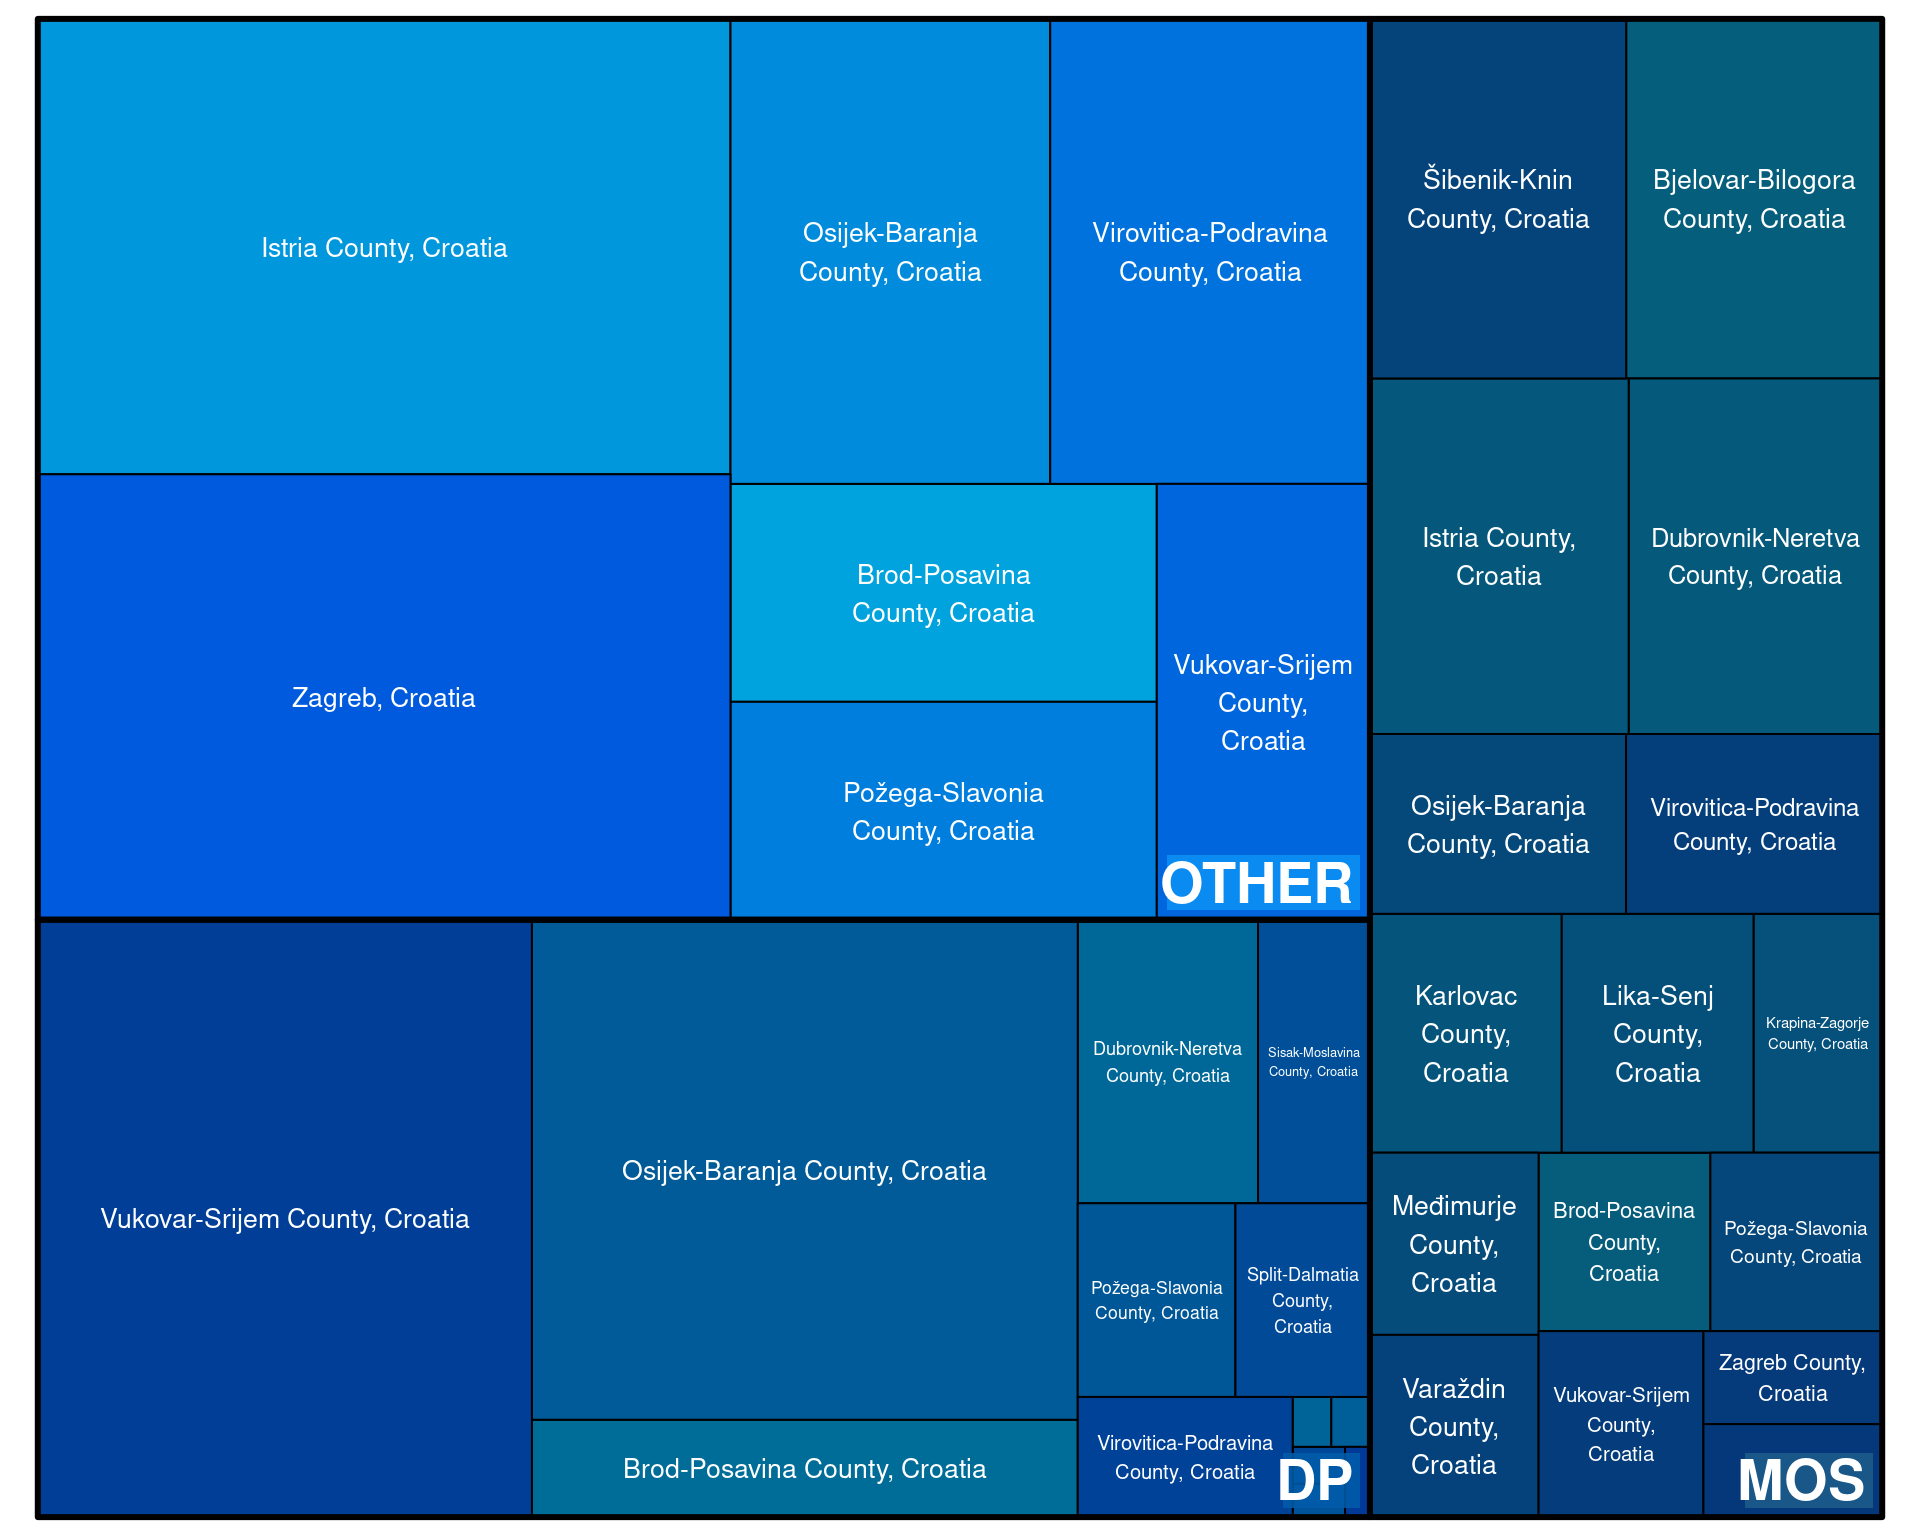 Istria County, Croatia
Osijek-Baranja
County, Croatia
Virovitica-Podravina
County, Croatia
Zagreb, Croatia
Brod-Posavina
County, Croatia
Požega-Slavonia
County, Croatia
Vukovar-Srijem
County,
Croatia
OTHER
Vukovar-Srijem County, Croatia
Osijek-Baranja County, Croatia
Brod-Posavina County, Croatia
Dubrovnik-Neretva
County, Croatia
Sisak-Moslavina
County, Croatia
Požega-Slavonia
County, Croatia
Split-Dalmatia
County,
Croatia
Virovitica-Podravina
County, Croatia
DP
Šibenik-Knin
County, Croatia
Bjelovar-Bilogora
County, Croatia
Istria County,
Croatia
Dubrovnik-Neretva
County, Croatia
Osijek-Baranja
County, Croatia
Virovitica-Podravina
County, Croatia
Karlovac
County,
Croatia
Lika-Senj
County,
Croatia
Krapina-Zagorje
County, Croatia
Međimurje
County,
Croatia
Brod-Posavina
County,
Croatia
Požega-Slavonia
County, Croatia
Varaždin
County,
Croatia
Vukovar-Srijem
County,
Croatia
Zagreb County,
Croatia
MOS